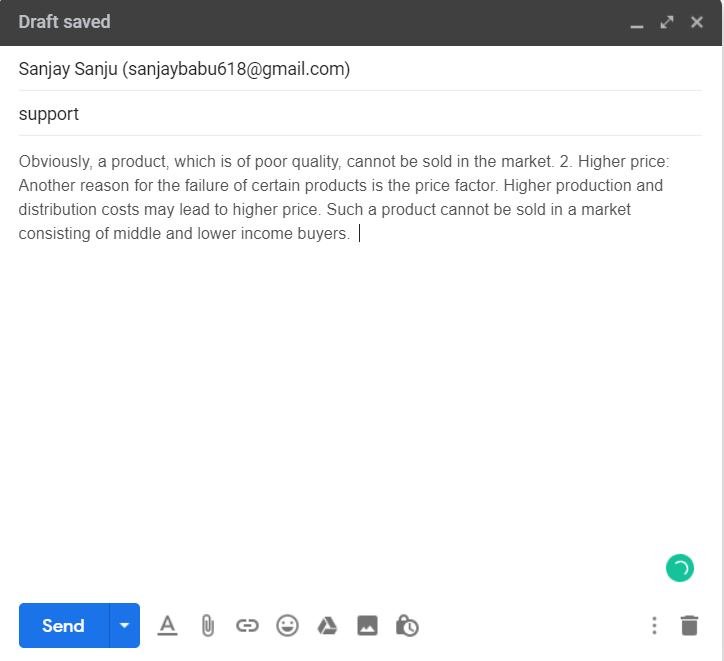 Draft saved
Sanjay Sanju (sanjaybabu618@gmail.com)
support
Obviously, a product, which is of poor quality, cannot be sold in the market. 2. Higher price:
Another reason for the failure of certain products is the price factor. Higher production and
distribution costs may lead to higher price. Such a product cannot be sold in a market
consisting of middle and lower income buyers.
Send